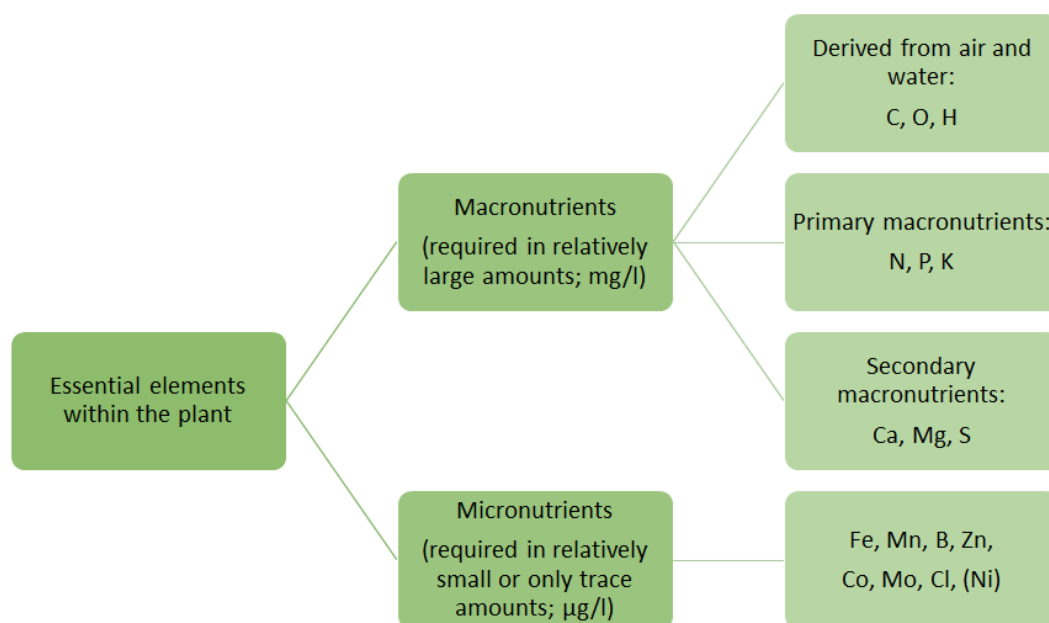 Essential elements
within the plant
Macronutrients
(required in relatively
large amounts; mg/l)
Derived from air and
water:
C, O, H
Primary macronutrients:
N, P, K
Secondary
macronutrients:
Ca, Mg, S
Micronutrients
(required in relatively
small or only trace
amounts; µg/l)
Fe, Mn, B, Zn,
Co, Mo, Cl, (Ni)